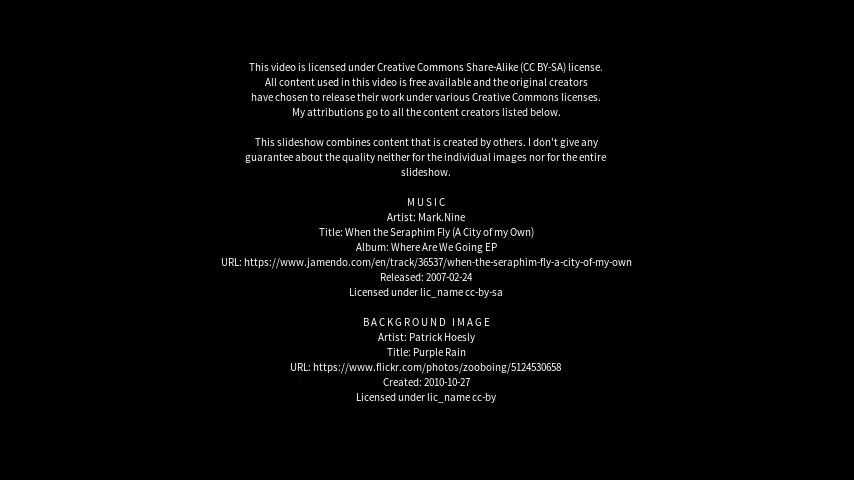 This video is licensed under Creative Commons Share-Alike (CC BY-SA) license.
All content used in this video is free available and the original creators
have chosen to release their work under various Creative Commons licenses.
My attributions go to all the content creators listed below.
This slideshow combines content that is created by others. I don't give any
guarantee about the quality neither for the individual images nor for the entire
slideshow.
MUSIC
Artist: Mark.Nine
Title: When the Seraphim Fly (A City of my Own)
Album: Where Are We Going EP
URL: https://www.jamendo.com/en/track/36537/when-the-seraphim-fly-a-city-of-my-own
Released: 2007-02-24
Licensed under lic_name cc-by-sa
BACKGROUND IMAGE
Artist: Patrick Hoesly
Title: Purple Rain
URL: https://www.flickr.com/photos/zooboing/5124530658
Created: 2010-10-27
Licensed under lic_name cc-by